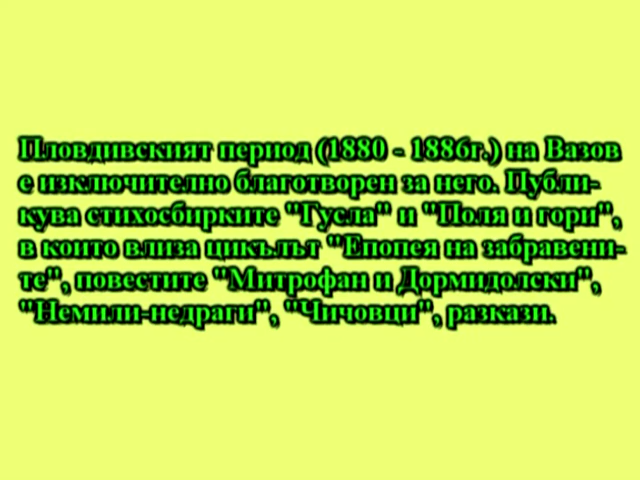 Пловдивският период (1880 - 1886г.) на Вазов
е изключително благотворен за него. Публи-
кува стихосбирките "Гусла" и "Поля и гори",
в които влиза цикълът "Епопея на забравени-
те", повестите "Митрофан и Дормидолски",
"Немили-недраги", "Чичовци", разкази.